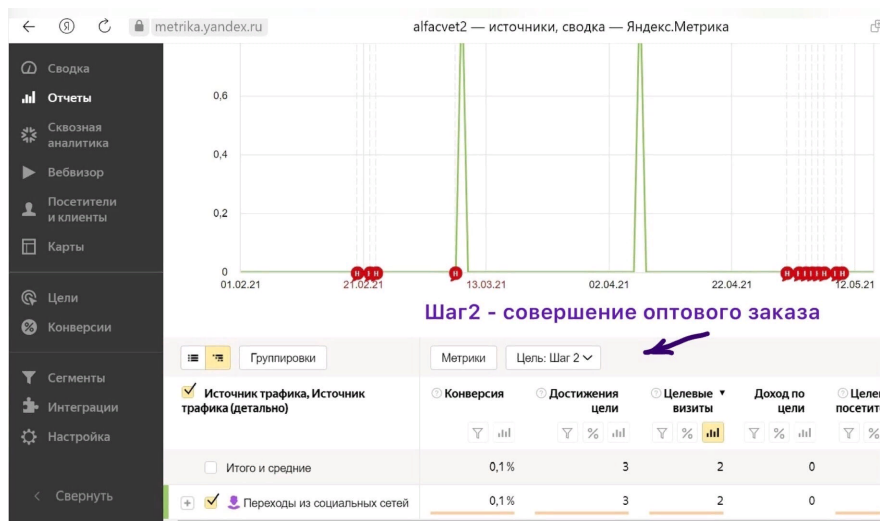 metrika.yandex.ru
alfacvet2 — источники, сводка — Яндекс.Метрика
Сводка
Отчеты
Сквозная
аналитика
Вебвизор
Посетители
и клиенты
Карты
Цели
Конверсии
Сегменты
Интеграции
Настройка
Свернуть
0,6
0,4
0,2
0
01.02.21 21.02.21 13.03.21 02.04.21 22.04.21 12.05.21
Шаг2 - совершение оптового заказа
Группировки Метрики Цель: Шаг 2
Источник трафика, Источник
трафика (детально)
Конверсия
Достижения
цели
Целевые
визиты
Доход по
цели
Итого и средние 0,1 % 3 2 0
Переходы из социальных сетей 0,1 % 3 2 0